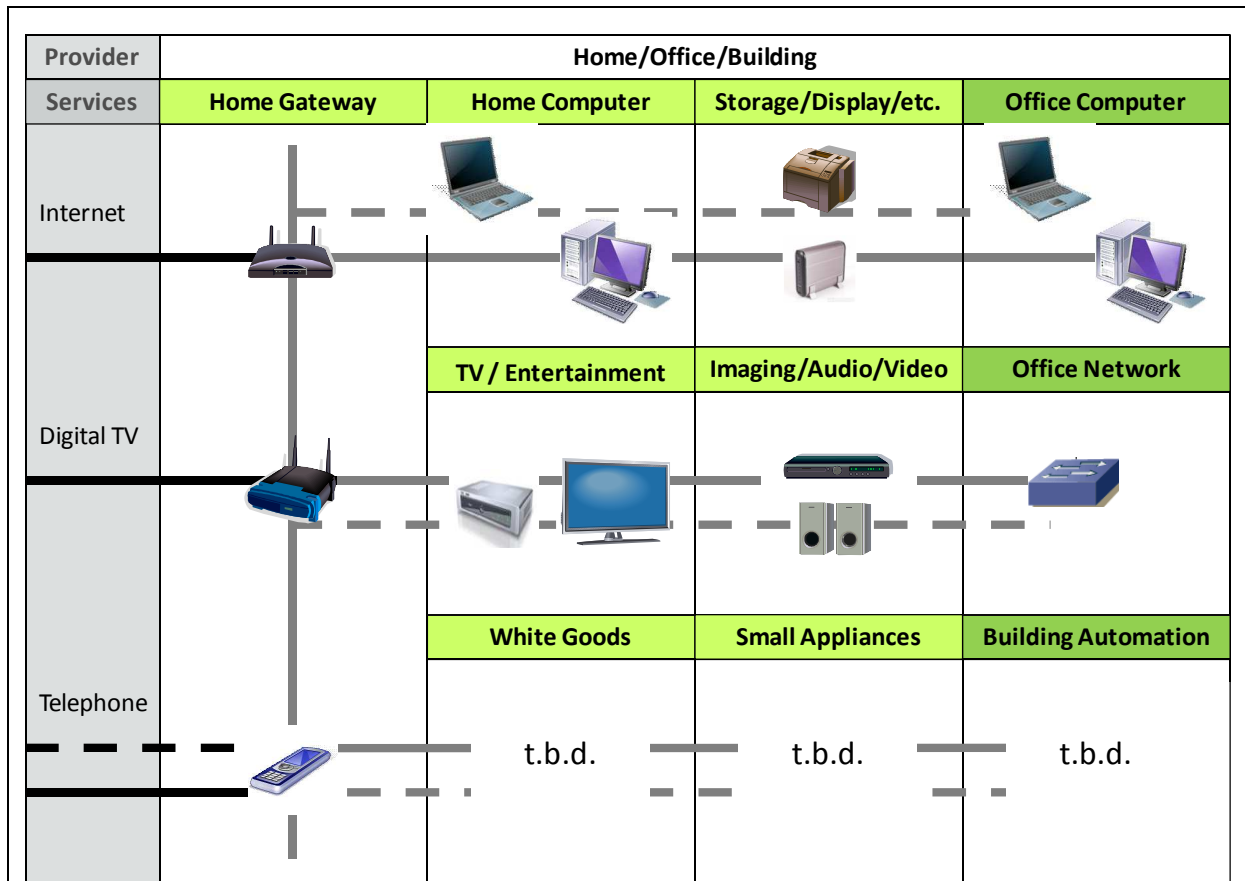 Provider
Home/Office/Building
Services
Home Gateway
Home Computer
Storage/Display/etc.
Office Computer
Internet
TV / Entertainment
Imaging/Audio/Video
Office Network
Digital TV
White Goods
Small Appliances
Building Automation
Telephone
t.b.d.
t.b.d.
t.b.d.